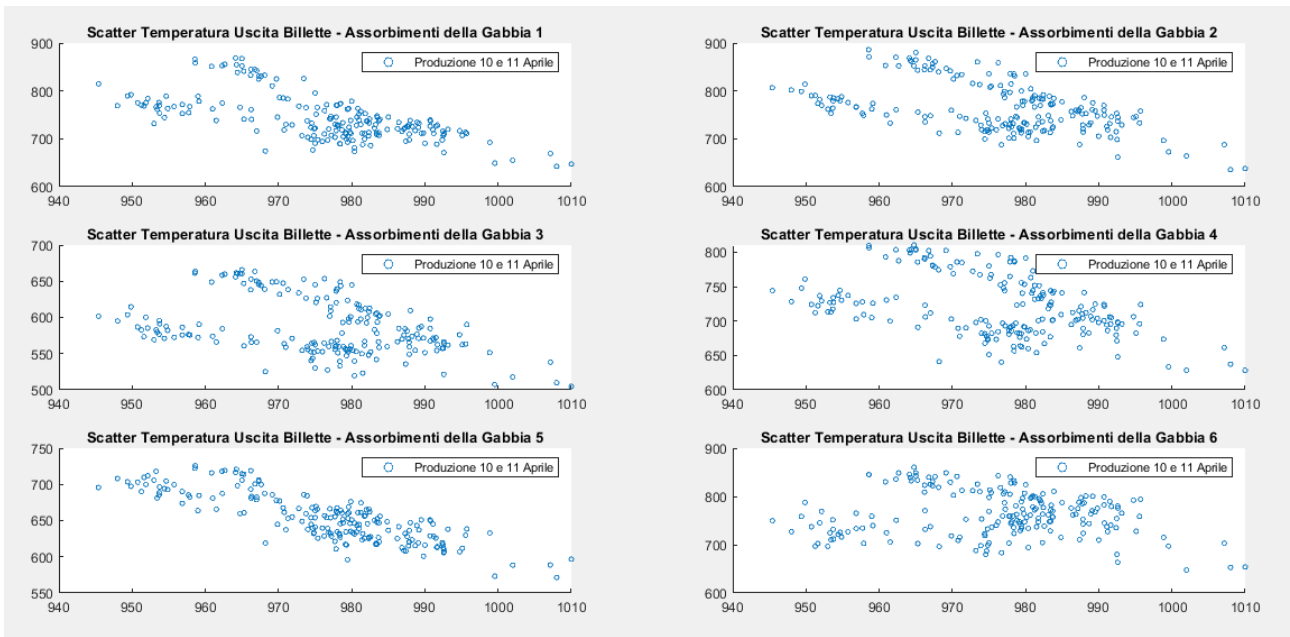 Scatter Temperatura Uscita Billette - Assorbimenti della Gabbia 1
Produzione 10 e 11 Aprile
900
800
700
600
940 950 960 970 980 990 1000 1010
Scatter Temperatura Uscita Billette - Assorbimenti della Gabbia 2
Produzione 10 e 11 Aprile
900
800
700
600
940 950 960 970 980 990 1000 1010
Scatter Temperatura Uscita Billette - Assorbimenti della Gabbia 3
Produzione 10 e 11 Aprile
700
650
600
550
500
940 950 960 970 980 990 1000 1010
Scatter Temperatura Uscita Billette - Assorbimenti della Gabbia 4
Produzione 10 e 11 Aprile
800
750
700
650
600
940 950 960 970 980 990 1000 1010
Scatter Temperatura Uscita Billette - Assorbimenti della Gabbia 5
Produzione 10 e 11 Aprile
750
700
650
600
550
940 950 960 970 980 990 1000 1010
Scatter Temperatura Uscita Billette - Assorbimenti della Gabbia 6
Produzione 10 e 11 Aprile
900
800
700
600
940 950 960 970 980 990 1000 1010